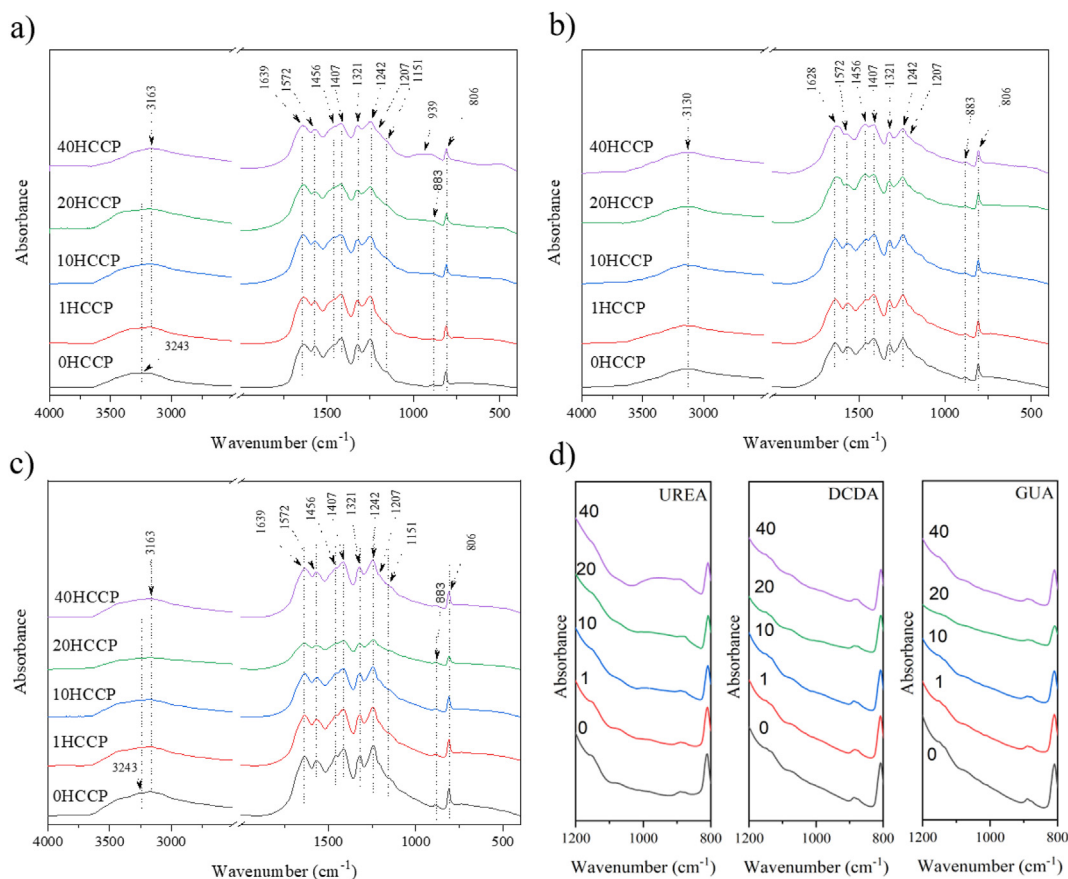 a)
3163
1639
1572
1456
1407
1321
1242
1207
1151
939
806
883
3243
40HCCP
20HCCP
10HCCP
1HCCP
0HCCP
Absorbance
4000 3000 1500 1000 500
Wavenumber (cm⁻¹)
b)
3130
1628
1572
1456
1407
1321
1242
1207
883
806
40HCCP
20HCCP
10HCCP
1HCCP
0HCCP
Absorbance
4000 3000 1500 1000 500
Wavenumber (cm⁻¹)
c)
3163
1639
1572
1456
1407
1321
1242
1207
1151
883
806
3243
40HCCP
20HCCP
10HCCP
1HCCP
0HCCP
Absorbance
4000 3000 1500 1000 500
Wavenumber (cm⁻¹)
d)
UREA
40
20
10
1
0
Absorbance
1200 1000 800
Wavenumber (cm⁻¹)
DCDA
40
20
10
1
0
Absorbance
1200 1000 800
Wavenumber (cm⁻¹)
GUA
40
20
10
1
0
Absorbance
1200 1000 800
Wavenumber (cm⁻¹)